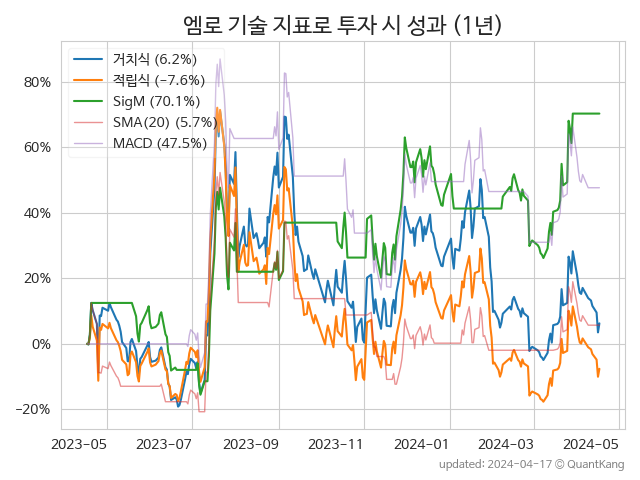 엠로 기술 지표로 투자 시 성과 (1년)
거치식 (6.2%)
적립식 (-7.6%)
SigM (70.1%)
SMA(20) (5.7%)
MACD (47.5%)
80%
60%
40%
20%
0%
−20%
2023-05 2023-07 2023-09 2023-11 2024-01 2024-03 2024-05
updated: 2024-04-17 © QuantKang